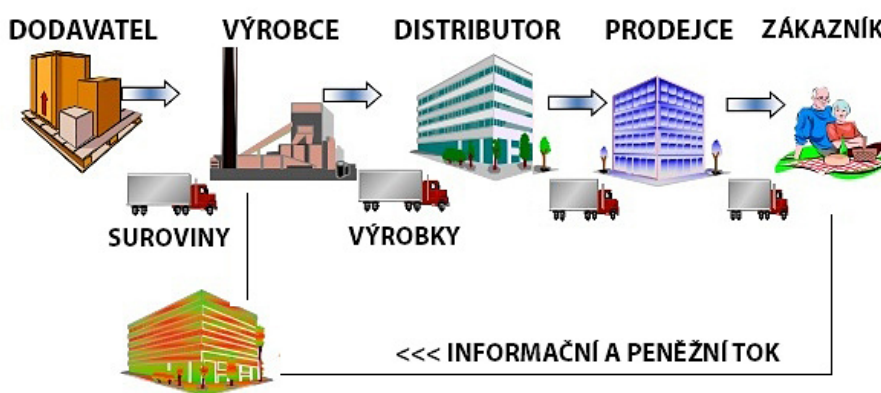 DODAVATEL
VÝROBCE
DISTRIBUTOR
PRODEJCE
ZÁKAZNÍK
SUROVINY
VÝROBKY
<<< INFORMAČNÍ A PENĚŽNÍ TOK